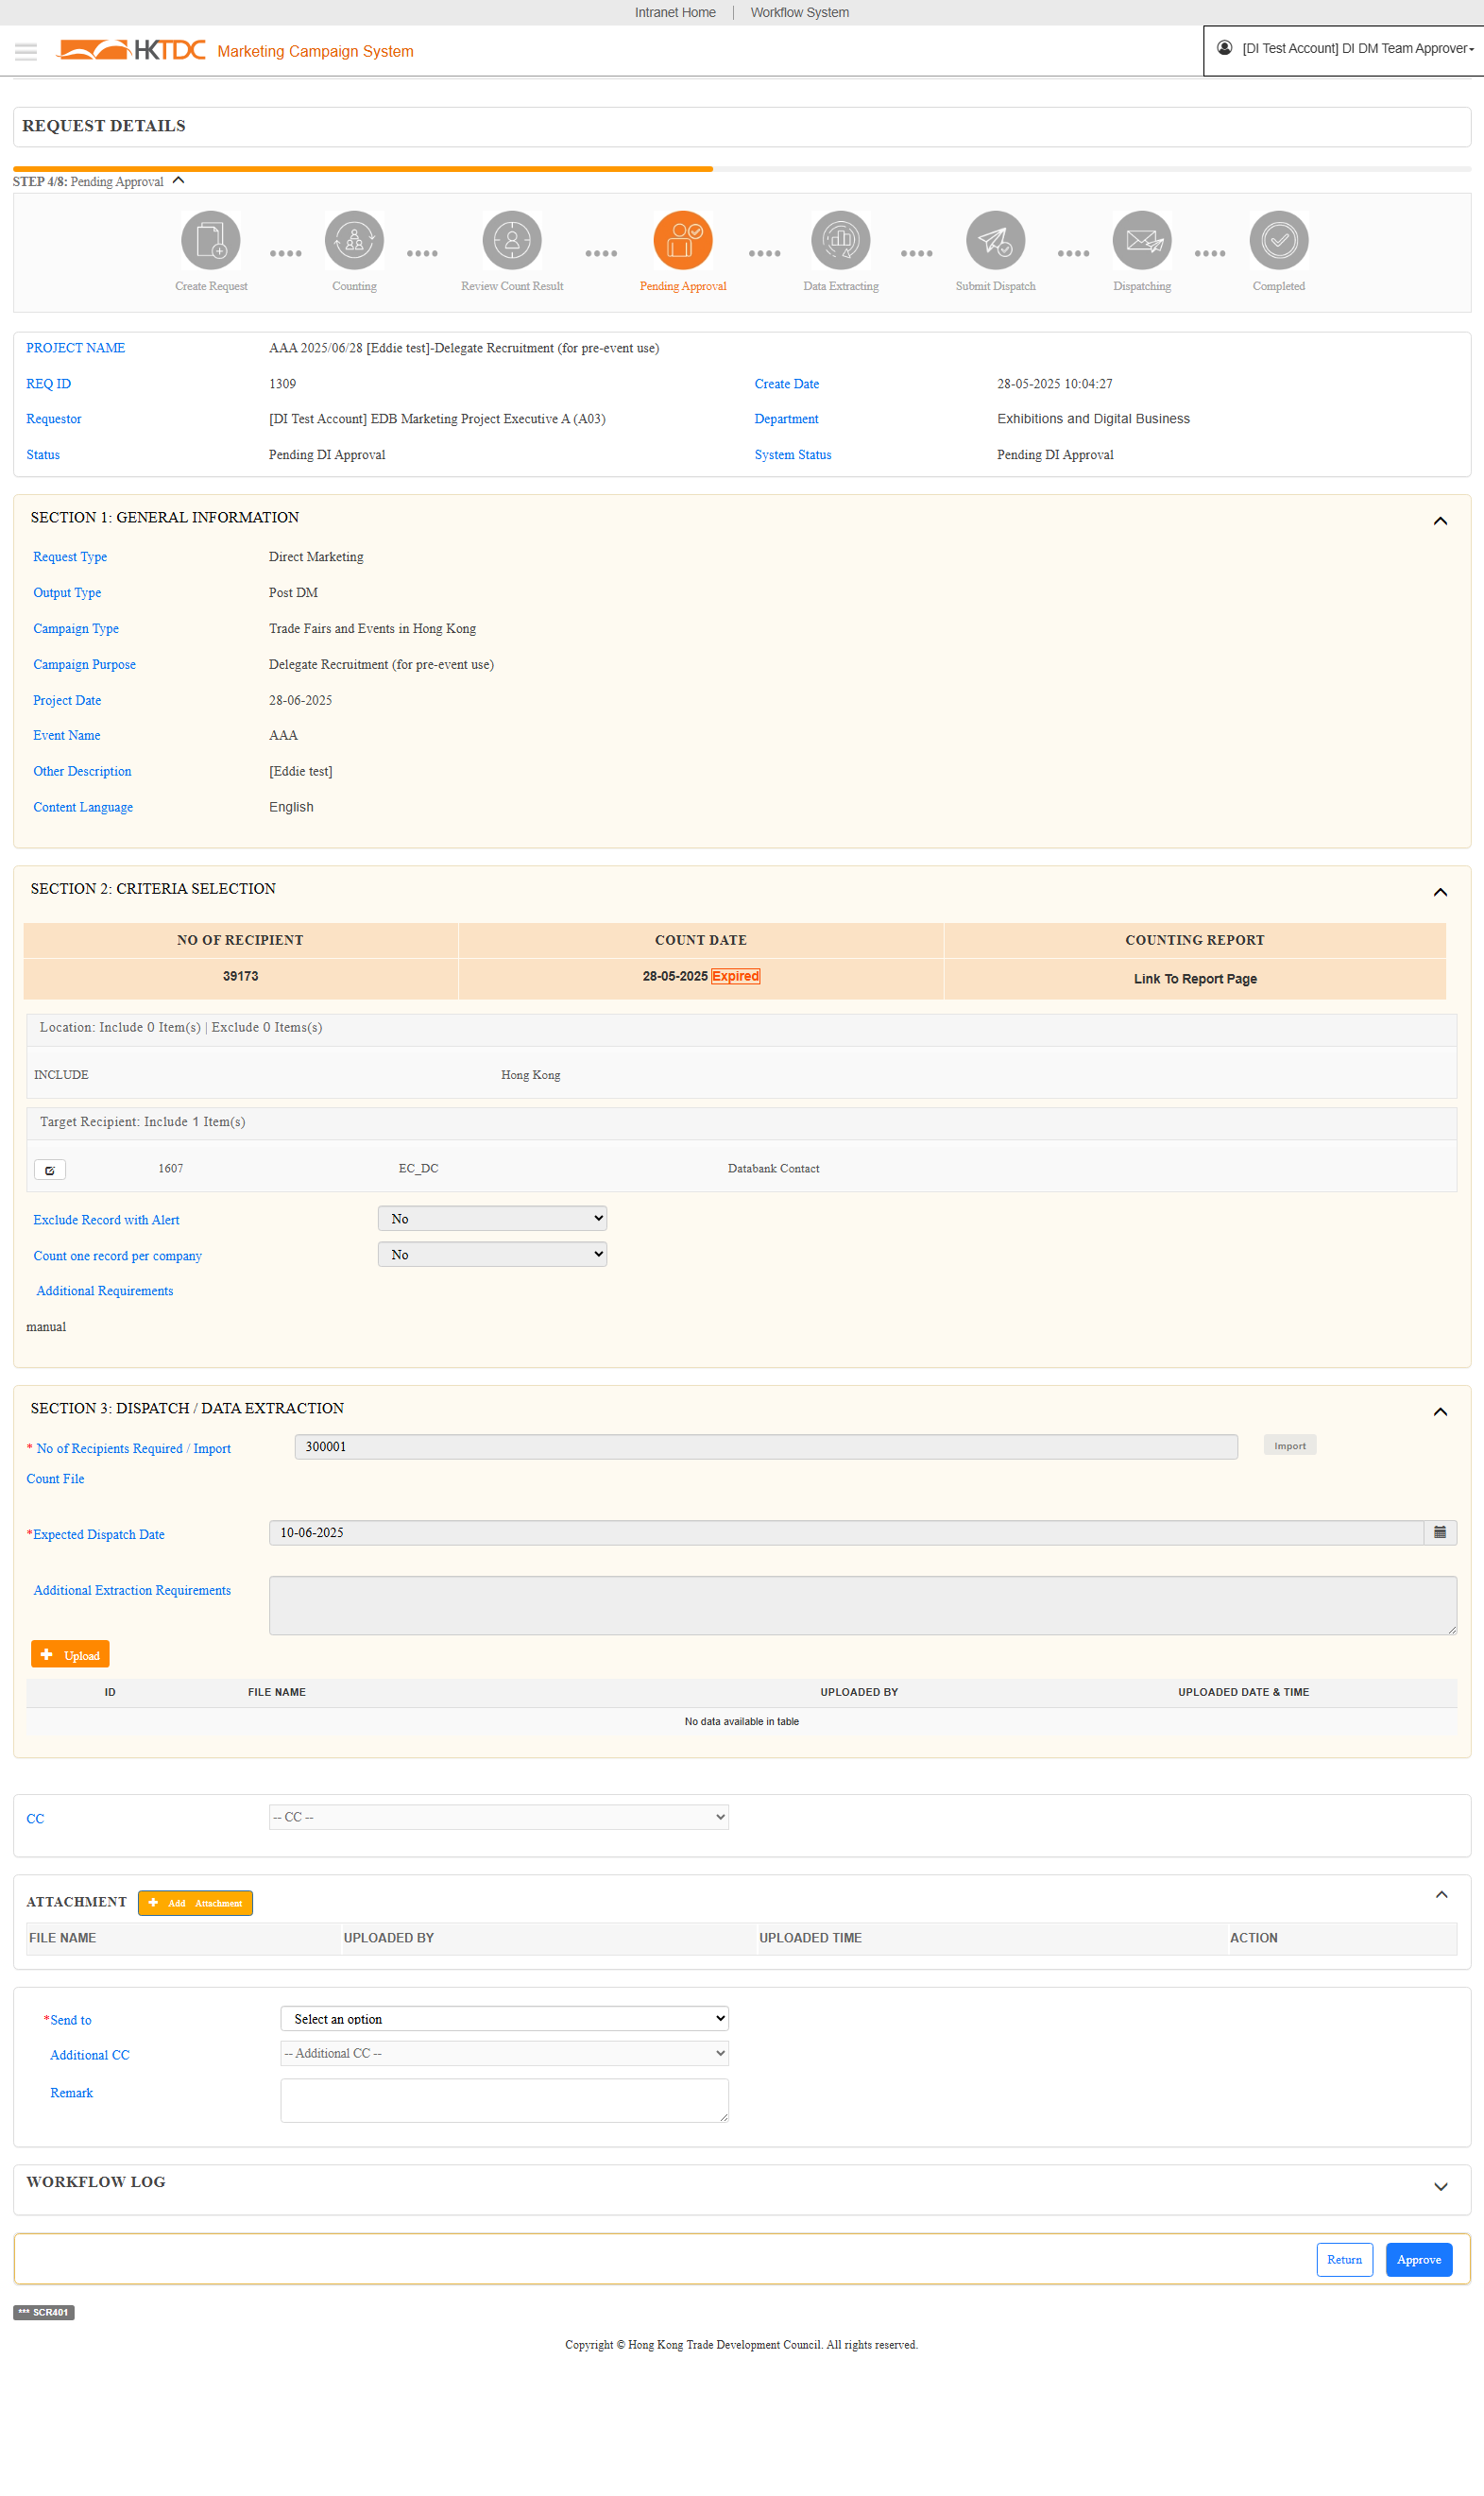 Intranet Home | Workflow System
HKTDC Marketing Campaign System
[DI Test Account] DI DM Team Approver
REQUEST DETAILS
STEP 4/8: Pending Approval
Create Request
Counting
Review Count Result
Pending Approval
Data Extracting
Submit Dispatch
Dispatching
Completed
PROJECT NAME AAA 2025/06/28 [Eddie test]-Delegate Recruitment (for pre-event use)
REQ ID 1309 Create Date 28-05-2025 10:04:27
Requestor [DI Test Account] EDB Marketing Project Executive A (A03) Department Exhibitions and Digital Business
Status Pending DI Approval System Status Pending DI Approval
SECTION 1: GENERAL INFORMATION
Request Type Direct Marketing
Output Type Post DM
Campaign Type Trade Fairs and Events in Hong Kong
Campaign Purpose Delegate Recruitment (for pre-event use)
Project Date 28-06-2025
Event Name AAA
Other Description [Eddie test]
Content Language English
SECTION 2: CRITERIA SELECTION
NO OF RECIPIENT COUNT DATE COUNTING REPORT
39173 28-05-2025 Expired Link To Report Page
Location: Include 0 Item(s) | Exclude 0 Items(s)
INCLUDE Hong Kong
Target Recipient: Include 1 Item(s)
1607 EC_DC Databank Contact
Exclude Record with Alert No
Count one record per company No
Additional Requirements
manual
SECTION 3: DISPATCH / DATA EXTRACTION
* No of Recipients Required / Import 300001 Import
Count File
*Expected Dispatch Date 10-06-2025
Additional Extraction Requirements
Upload
ID FILE NAME UPLOADED BY UPLOADED DATE & TIME
No data available in table
CC -- CC --
ATTACHMENT Add Attachment
FILE NAME UPLOADED BY UPLOADED TIME ACTION
*Send to Select an option
Additional CC -- Additional CC --
Remark
WORKFLOW LOG
Return Approve
*** SCR401
Copyright © Hong Kong Trade Development Council. All rights reserved.